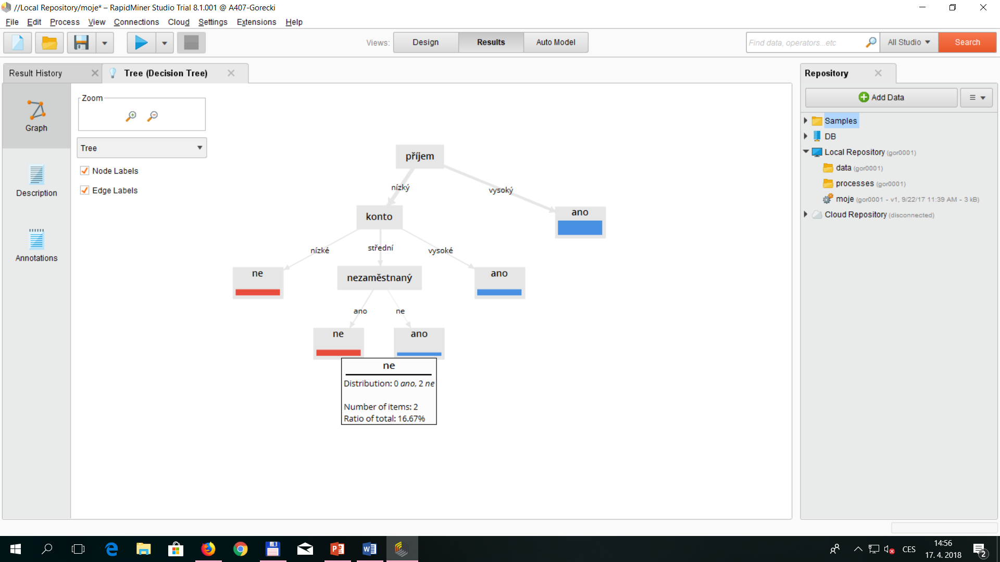 //Local Repository/moje* – RapidMiner Studio Trial 8.1.001 @ A407-Gorecki
File Edit Process View Connections Cloud Settings Extensions Help
Views: Design Results Auto Model
Find data, operators...etc All Studio Search
Result History Tree (Decision Tree)
Repository
Zoom
Add Data
Graph
Tree
Node Labels
Edge Labels
Description
Annotations
příjem
nízký vysoký
konto ano
nízké střední vysoké
ne nezaměstnaný ano
ano ne
ne ano
ne
Distribution: 0 ano, 2 ne
Number of items: 2
Ratio of total: 16.67%
Samples
DB
Local Repository (gor0001)
data (gor0001)
processes (gor0001)
moje (gor0001 - v1, 9/22/17 11:39 AM - 3 kB)
Cloud Repository (disconnected)
CES
14:56
17. 4. 2018
2